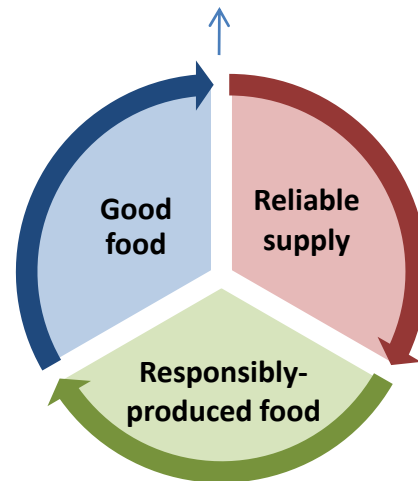 Good
food
Reliable
supply
Responsibly-
produced food